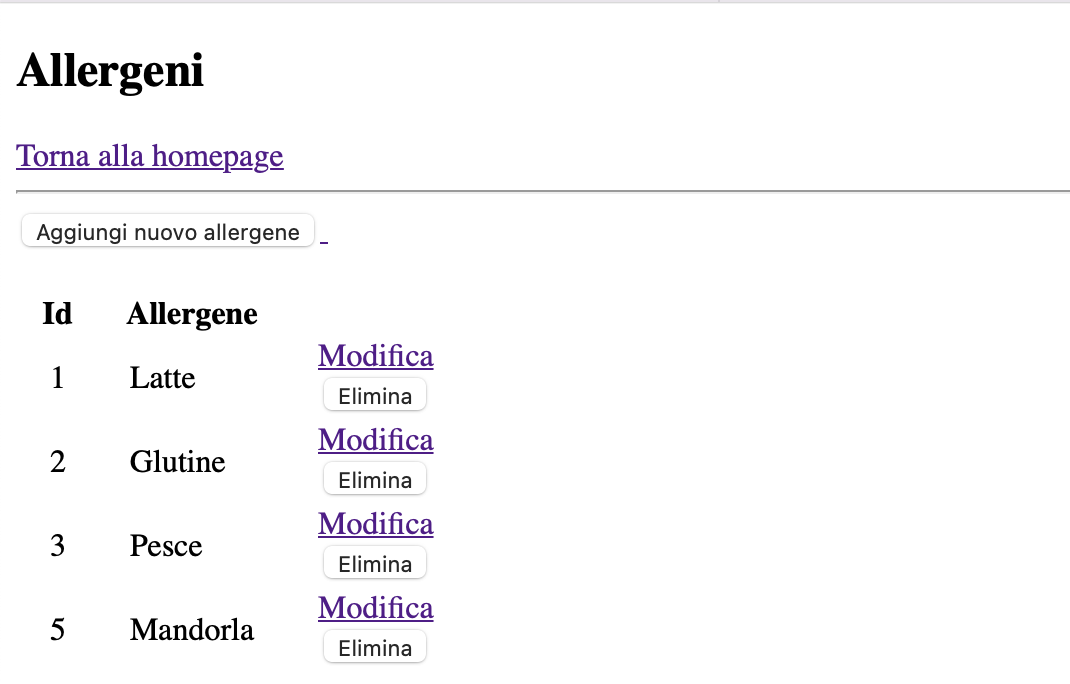 Allergeni
Torna alla homepage
Aggiungi nuovo allergene
Id Allergene
Modifica
1 Latte
Elimina
Modifica
2 Glutine
Elimina
Modifica
3 Pesce
Elimina
Modifica
5 Mandorla
Elimina